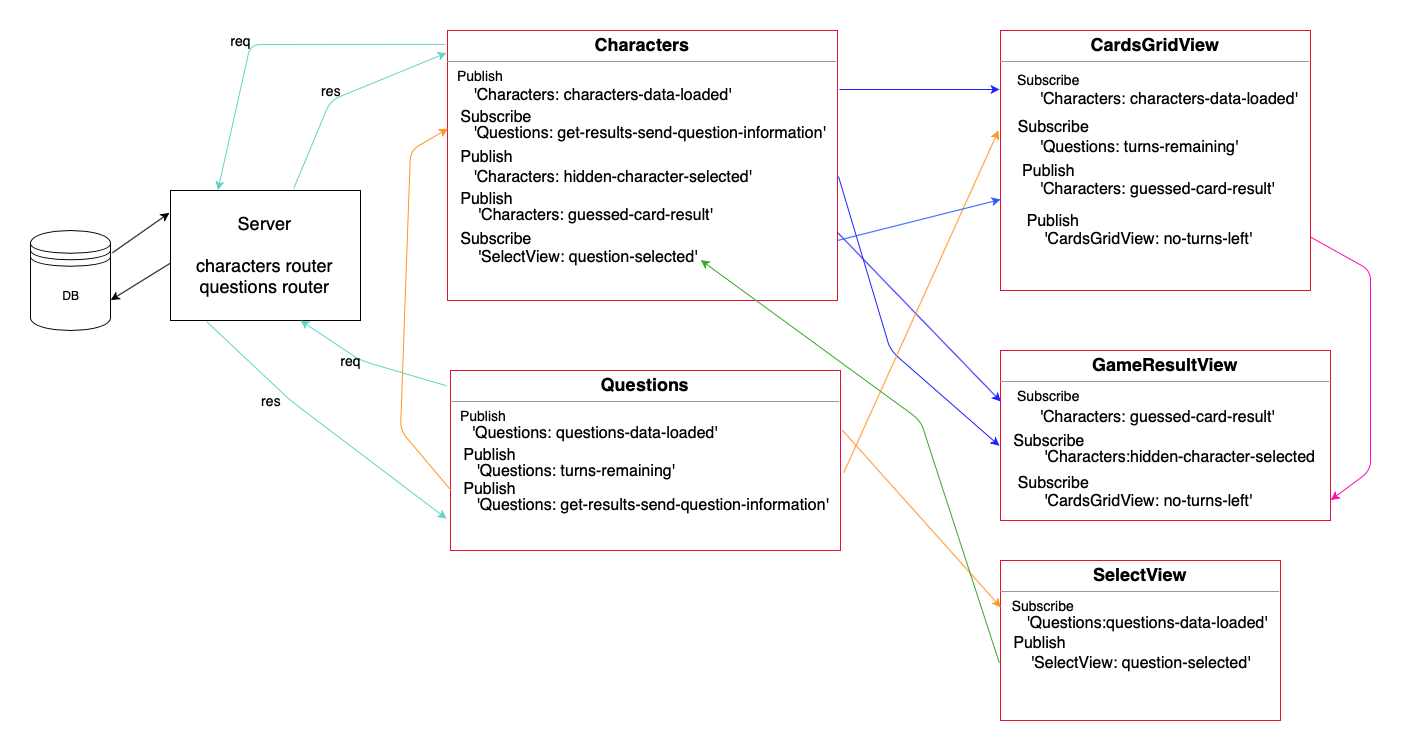 req
res
Server
characters router
questions router
DB
req
res
Characters
Publish
'Characters: characters-data-loaded'
Subscribe
'Questions: get-results-send-question-information'
Publish
'Characters: hidden-character-selected'
Publish
'Characters: guessed-card-result'
Subscribe
'SelectView: question-selected'
Questions
Publish
'Questions: questions-data-loaded'
Publish
'Questions: turns-remaining'
Publish
'Questions: get-results-send-question-information'
CardsGridView
Subscribe
'Characters: characters-data-loaded'
Subscribe
'Questions: turns-remaining'
Publish
'Characters: guessed-card-result'
Publish
'CardsGridView: no-turns-left'
GameResultView
Subscribe
'Characters: guessed-card-result'
Subscribe
'Characters:hidden-character-selected
Subscribe
'CardsGridView: no-turns-left'
SelectView
Subscribe
'Questions:questions-data-loaded'
Publish
'SelectView: question-selected'